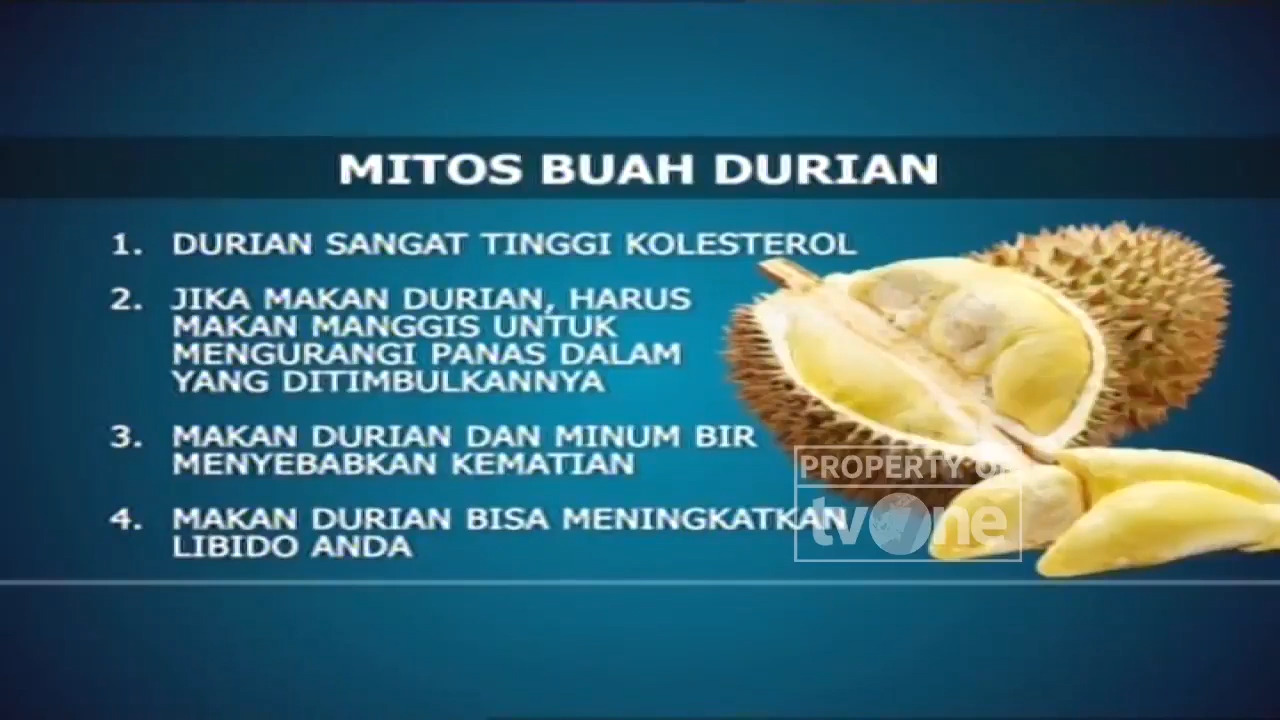 MITOS BUAH DURIAN
1. DURIAN SANGAT TINGGI KOLESTEROL
2. JIKA MAKAN DURIAN, HARUS
MAKAN MANGGIS UNTUK
MENGURANGI PANAS DALAM
YANG DITIMBULKANNYA
3. MAKAN DURIAN DAN MINUM BIR
MENYEBABKAN KEMATIAN
4. MAKAN DURIAN BISA MENINGKATKAN
LIBIDO ANDA
PROPERTY OF
tvOne